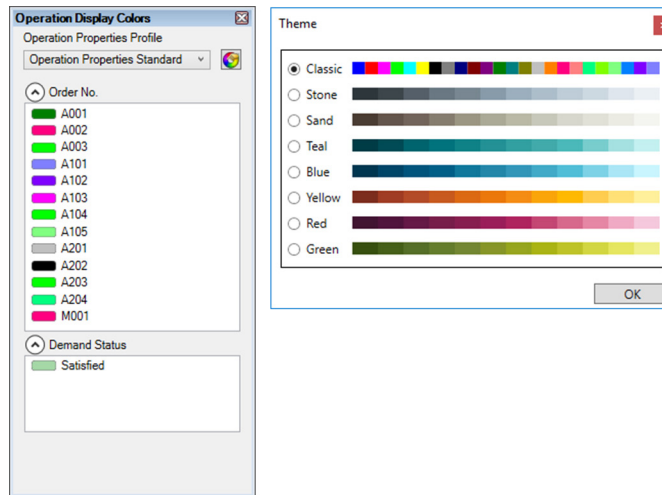 Operation Display Colors
Operation Properties Profile
Operation Properties Standard
Order No.
A001
A002
A003
A101
A102
A103
A104
A105
A201
A202
A203
A204
M001
Demand Status
Satisfied
Theme
Classic
Stone
Sand
Teal
Blue
Yellow
Red
Green
OK